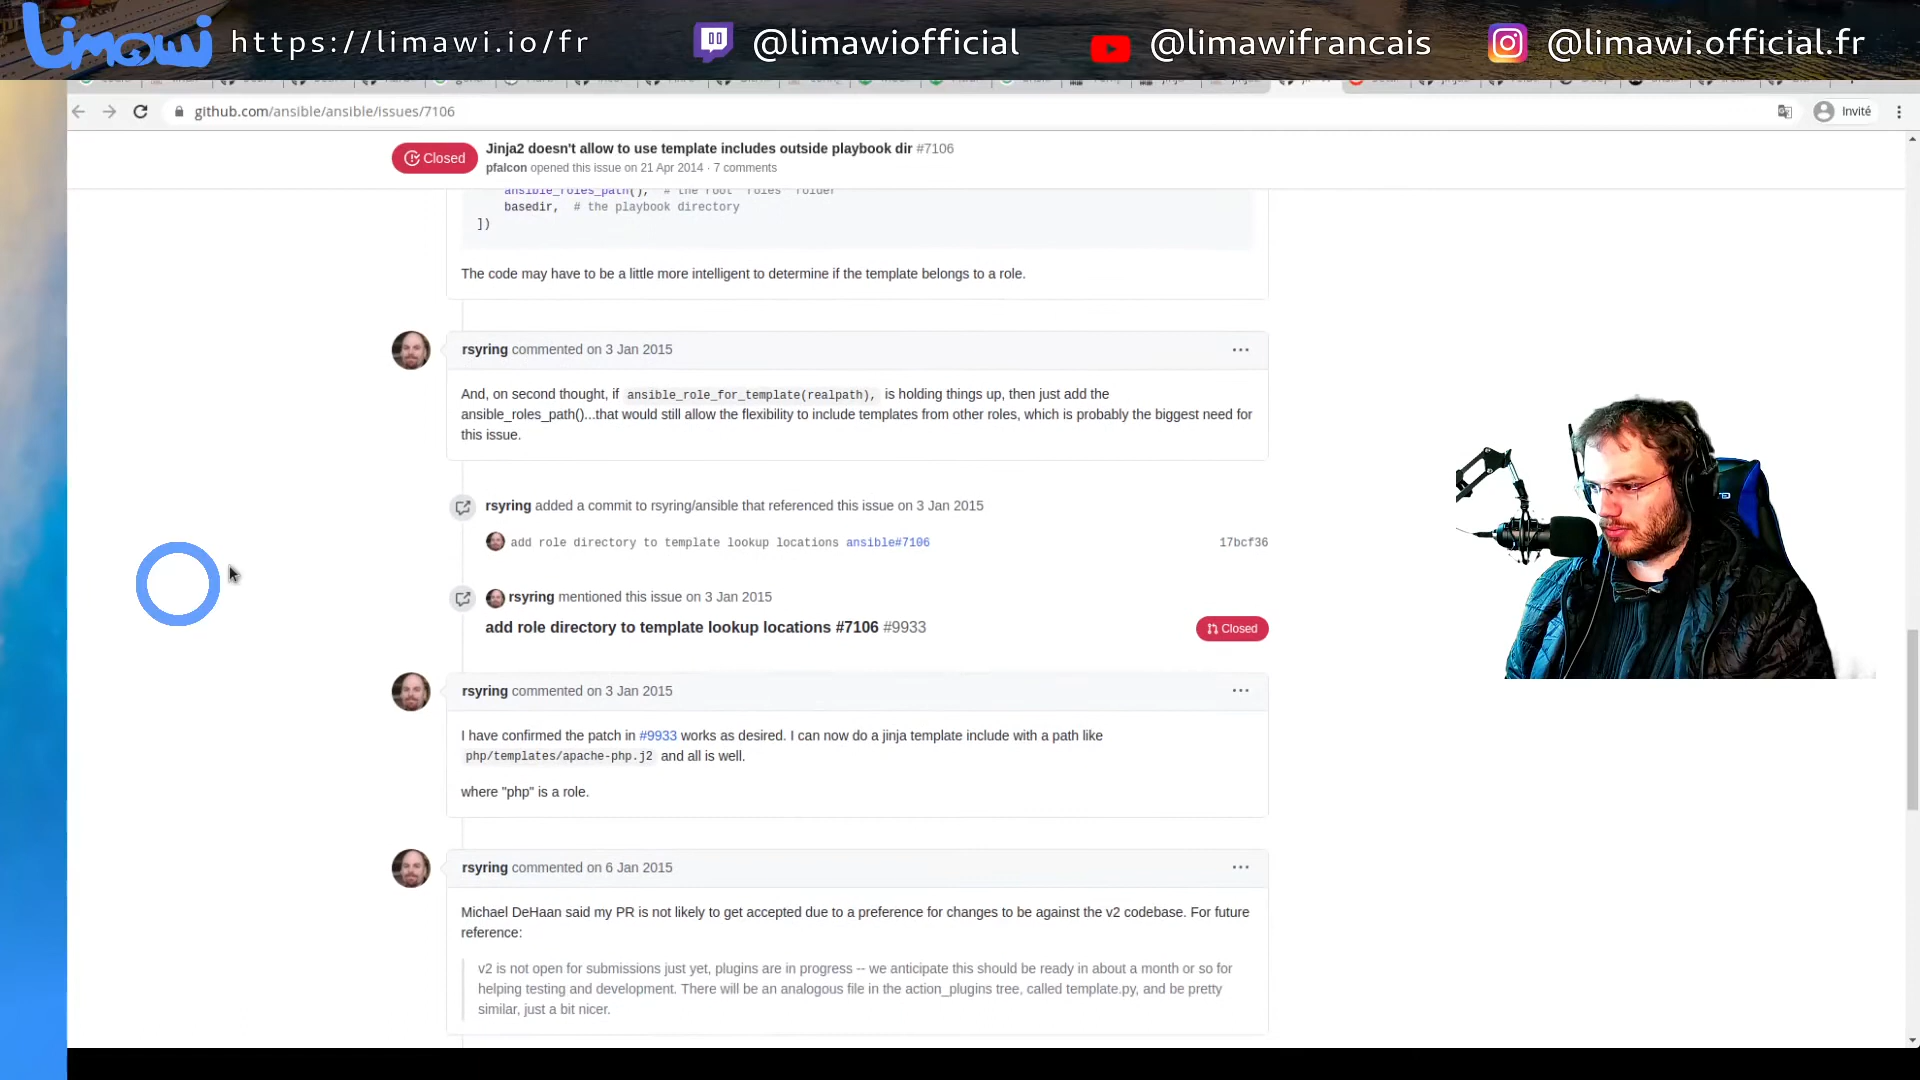 Limawi https://limawi.io/fr @limawiofficial @limawifrancais @limawi.official.fr
github.com/ansible/ansible/issues/7106 Invité
Closed Jinja2 doesn't allow to use template includes outside playbook dir #7106
pfalcon opened this issue on 21 Apr 2014 · 7 comments
ansible_roles_path(), # the root 'roles' folder
basedir, # the playbook directory
])
The code may have to be a little more intelligent to determine if the template belongs to a role.
rsyring commented on 3 Jan 2015
And, on second thought, if ansible_role_for_template(realpath), is holding things up, then just add the
ansible_roles_path()...that would still allow the flexibility to include templates from other roles, which is probably the biggest need for
this issue.
rsyring added a commit to rsyring/ansible that referenced this issue on 3 Jan 2015
add role directory to template lookup locations ansible#7106 17bcf36
rsyring mentioned this issue on 3 Jan 2015
add role directory to template lookup locations #7106 #9933 Closed
rsyring commented on 3 Jan 2015
I have confirmed the patch in #9933 works as desired. I can now do a jinja template include with a path like
php/templates/apache-php.j2 and all is well.
where "php" is a role.
rsyring commented on 6 Jan 2015
Michael DeHaan said my PR is not likely to get accepted due to a preference for changes to be against the v2 codebase. For future
reference:
v2 is not open for submissions just yet, plugins are in progress -- we anticipate this should be ready in about a month or so for
helping testing and development. There will be an analogous file in the action_plugins tree, called template.py, and be pretty
similar, just a bit nicer.